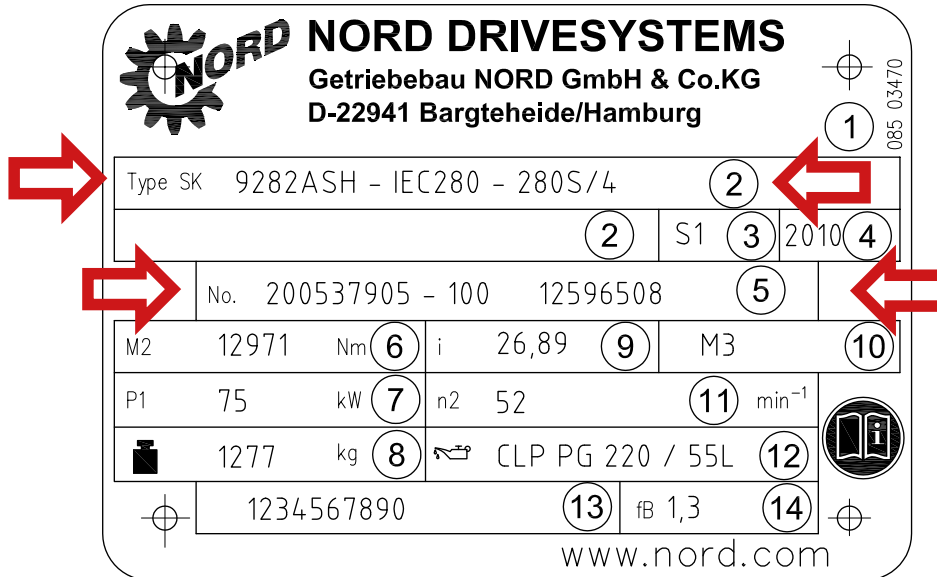 NORD
NORD DRIVESYSTEMS
Getriebebau NORD GmbH & Co.KG
D-22941 Bargteheide/Hamburg
1
085 03470
Type SK 9282ASH - IEC280 - 280S/4 2
2 S1 3 2010 4
No. 200537905 - 100 12596508 5
M2 12971 Nm 6 i 26,89 9 M3 10
P1 75 kW 7 n2 52 11 min⁻¹
1277 kg 8 CLP PG 220 / 55L 12
i
1234567890 13 fB 1,3 14
www.nord.com